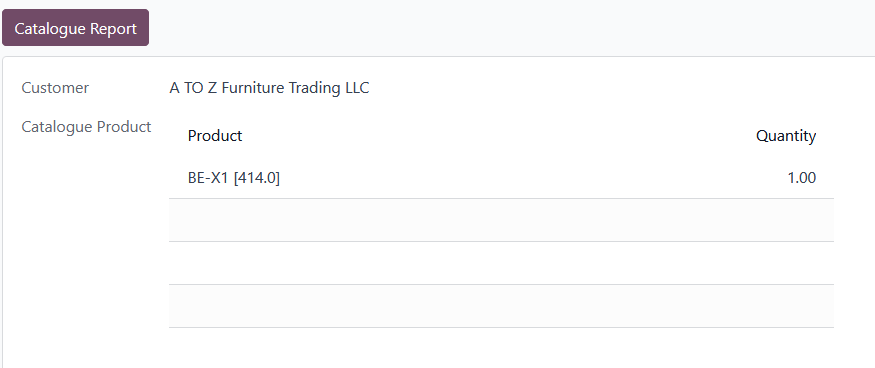 Catalogue Report
Customer A TO Z Furniture Trading LLC
Catalogue Product
Product Quantity
BE-X1 [414.0] 1.00